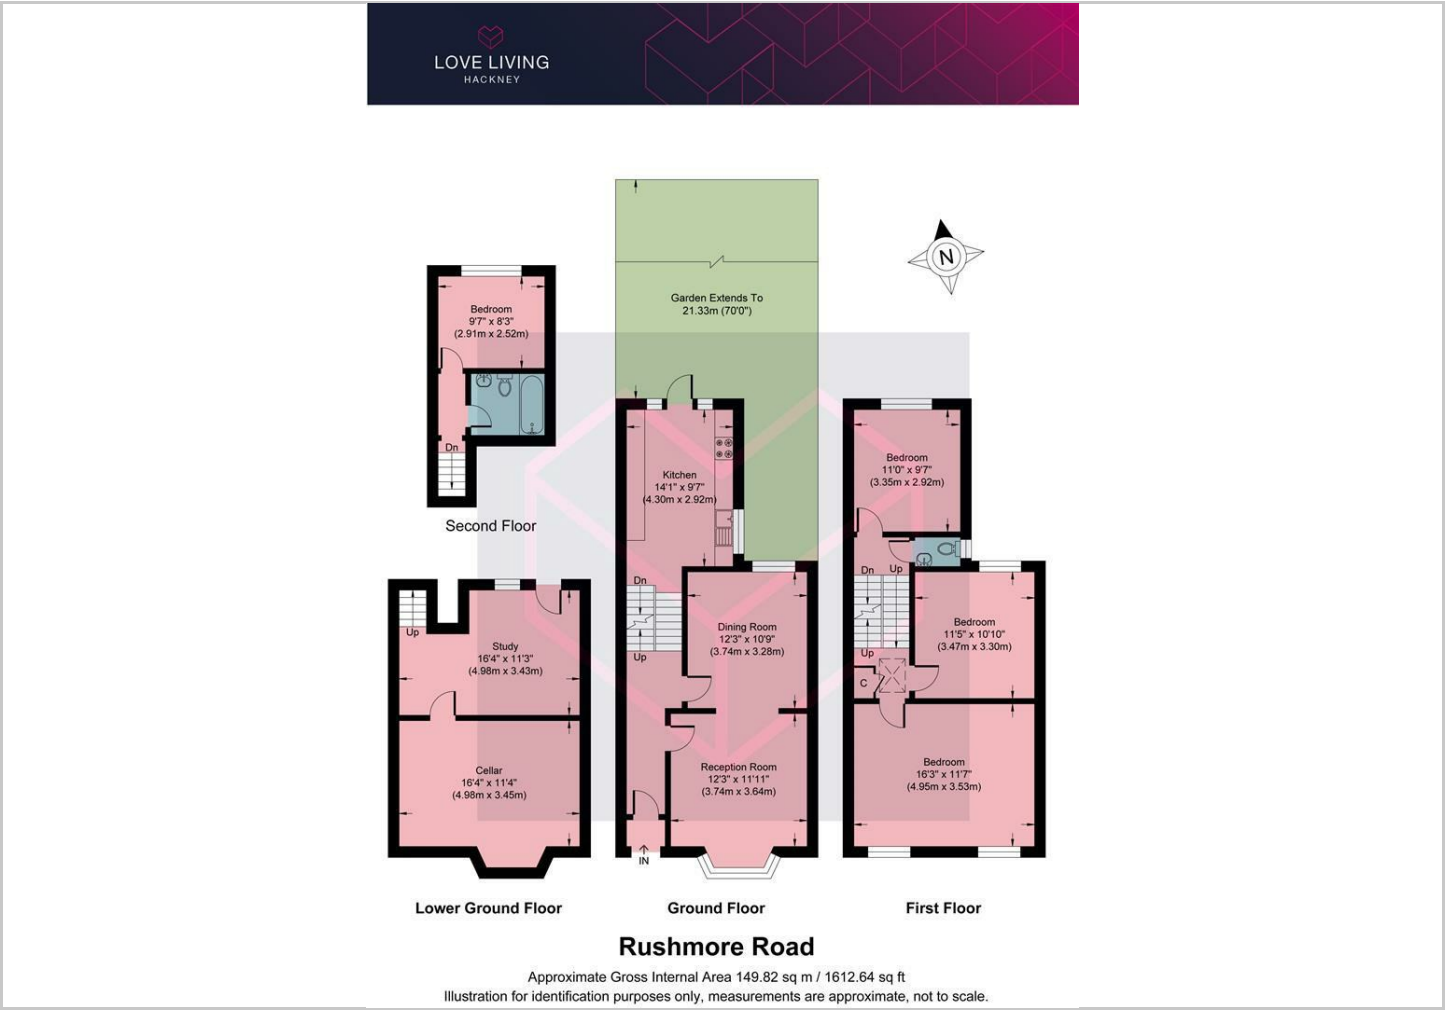 LOVE LIVING
HACKNEY
N
Garden Extends To
21.33m (70'0")
Bedroom
9'7" x 8'3"
(2.91m x 2.52m)
Dn
Second Floor
Kitchen
14'1" x 9'7"
(4.30m x 2.92m)
Dn
Up
Dining Room
12'3" x 10'9"
(3.74m x 3.28m)
Reception Room
12'3" x 11'11"
(3.74m x 3.64m)
IN
Bedroom
11'0" x 9'7"
(3.35m x 2.92m)
Dn
Up
Up
C
Bedroom
11'5" x 10'10"
(3.47m x 3.30m)
Bedroom
16'3" x 11'7"
(4.95m x 3.53m)
Up
Study
16'4" x 11'3"
(4.98m x 3.43m)
Cellar
16'4" x 11'4"
(4.98m x 3.45m)
Lower Ground Floor
Ground Floor
First Floor
Rushmore Road
Approximate Gross Internal Area 149.82 sq m / 1612.64 sq ft
Illustration for identification purposes only, measurements are approximate, not to scale.